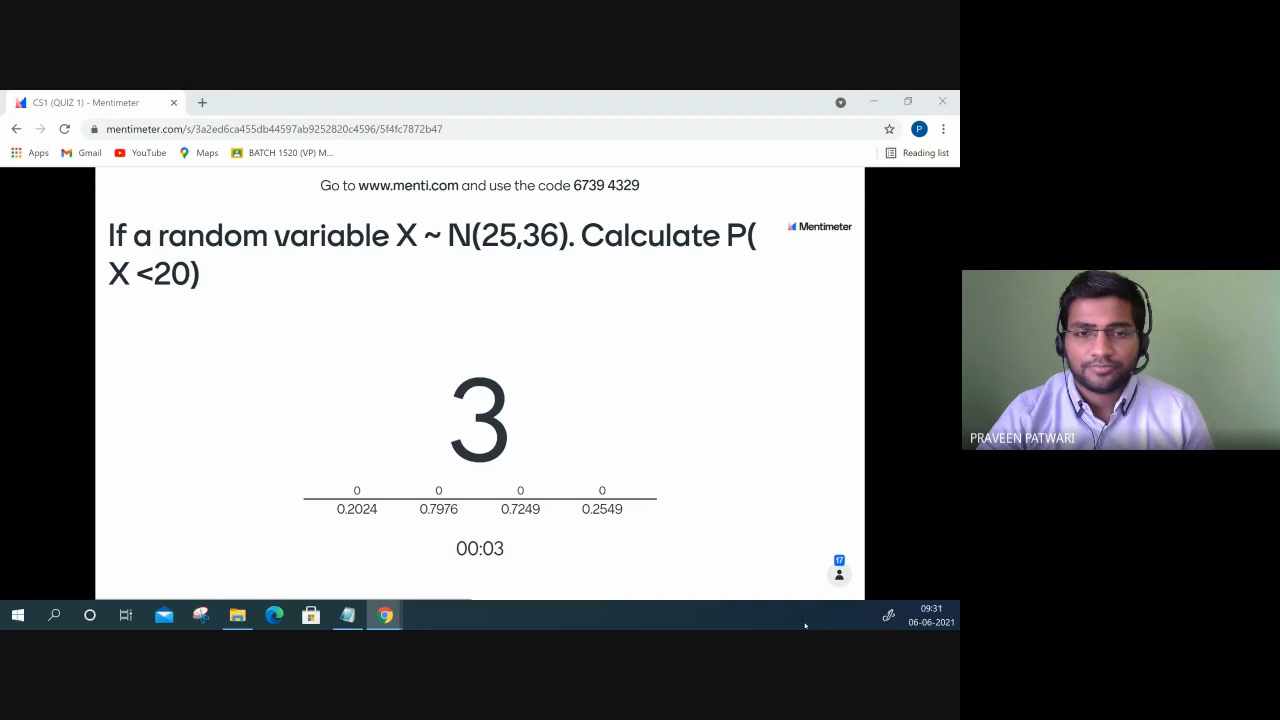 CS1 (QUIZ 1) - Mentimeter
mentimeter.com/s/3a2ed6ca455db44597ab9252820c4596/5f4fc7872b47
P
Apps Gmail YouTube Maps BATCH 1520 (VP) M... Reading list
Go to www.menti.com and use the code 6739 4329
Mentimeter
If a random variable X ~ N(25,36). Calculate P(
X <20)
3
0 0 0 0
0.2024 0.7976 0.7249 0.2549
00:03
17
PRAVEEN PATWARI
09:31
06-06-2021